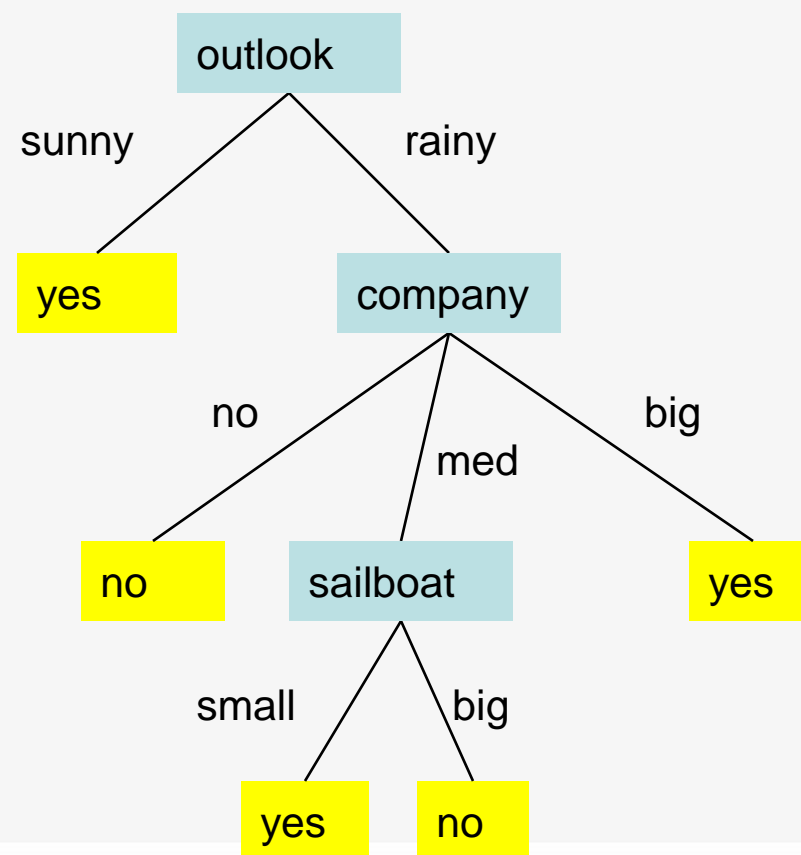 outlook
sunny
rainy
yes
company
no
big
med
no
sailboat
yes
small
big
yes
no